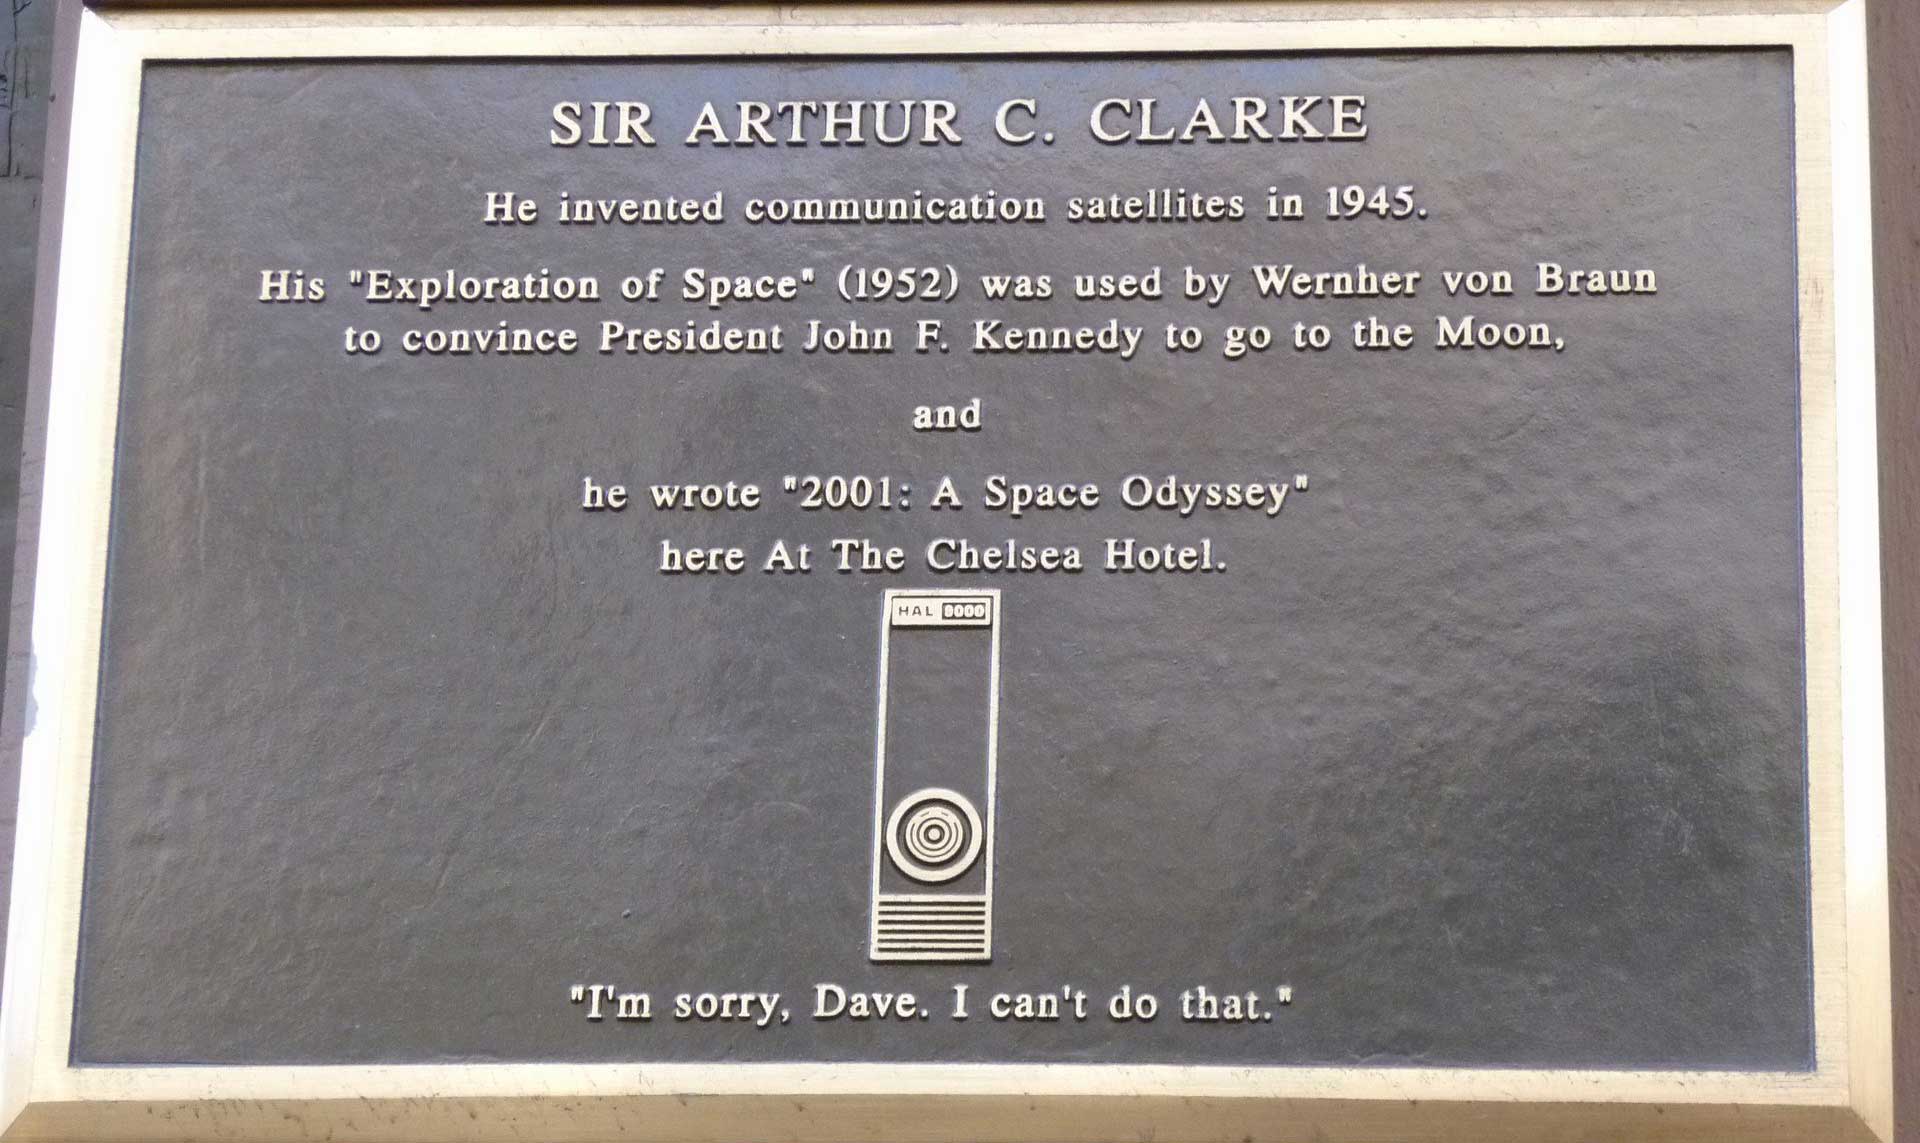 SIR ARTHUR C. CLARKE
He invented communication satellites in 1945.
His "Exploration of Space" (1952) was used by Wernher von Braun
to convince President John F. Kennedy to go to the Moon,
and
he wrote "2001: A Space Odyssey"
here At The Chelsea Hotel.
HAL 9000
"I'm sorry, Dave. I can't do that."